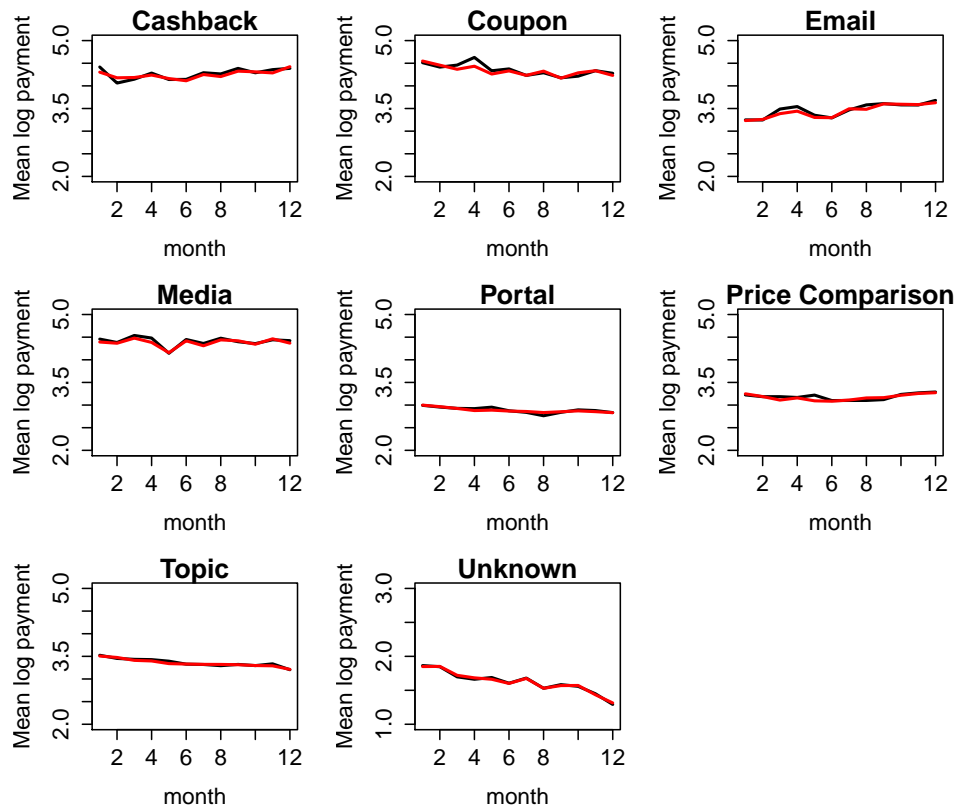 Cashback
Mean log payment
5.0
3.5
2.0
2 4 6 8 12
month
Coupon
Mean log payment
5.0
3.5
2.0
2 4 6 8 12
month
Email
Mean log payment
5.0
3.5
2.0
2 4 6 8 12
month
Media
Mean log payment
5.0
3.5
2.0
2 4 6 8 12
month
Portal
Mean log payment
5.0
3.5
2.0
2 4 6 8 12
month
Price Comparison
Mean log payment
5.0
3.5
2.0
2 4 6 8 12
month
Topic
Mean log payment
5.0
3.5
2.0
2 4 6 8 12
month
Unknown
Mean log payment
3.0
2.0
1.0
2 4 6 8 12
month